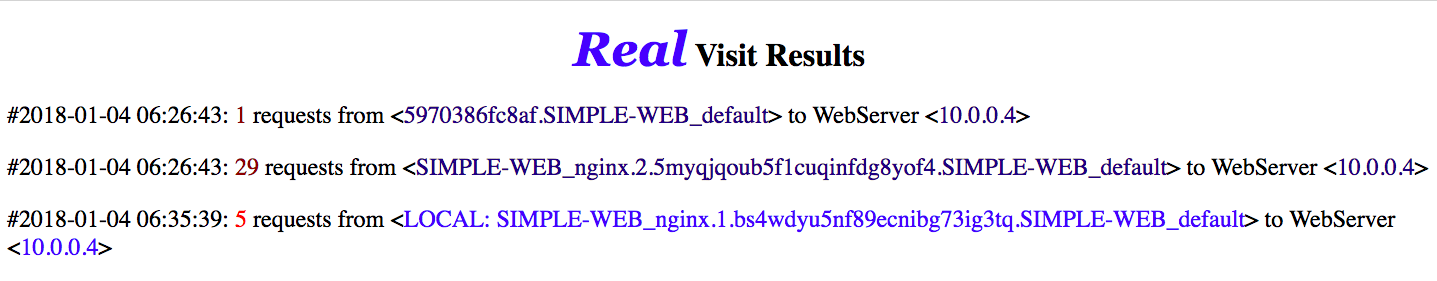 Real Visit Results
#2018-01-04 06:26:43: 1 requests from <5970386fc8af.SIMPLE-WEB_default> to WebServer <10.0.0.4>
#2018-01-04 06:26:43: 29 requests from <SIMPLE-WEB_nginx.2.5myqjqoub5f1cuqinfdg8yof4.SIMPLE-WEB_default> to WebServer <10.0.0.4>
#2018-01-04 06:35:39: 5 requests from <LOCAL: SIMPLE-WEB_nginx.1.bs4wdyu5nf89ecnibg73ig3tq.SIMPLE-WEB_default> to WebServer
<10.0.0.4>